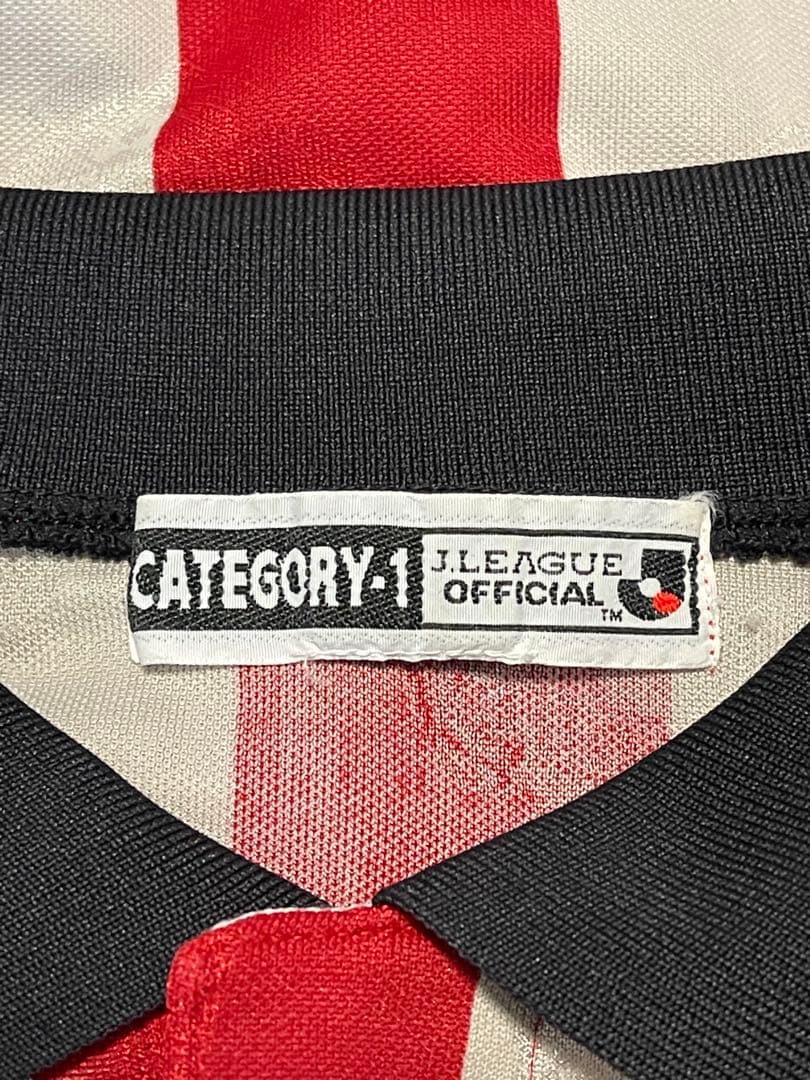 CATEGORY-1
J.LEAGUE
OFFICIAL
TM